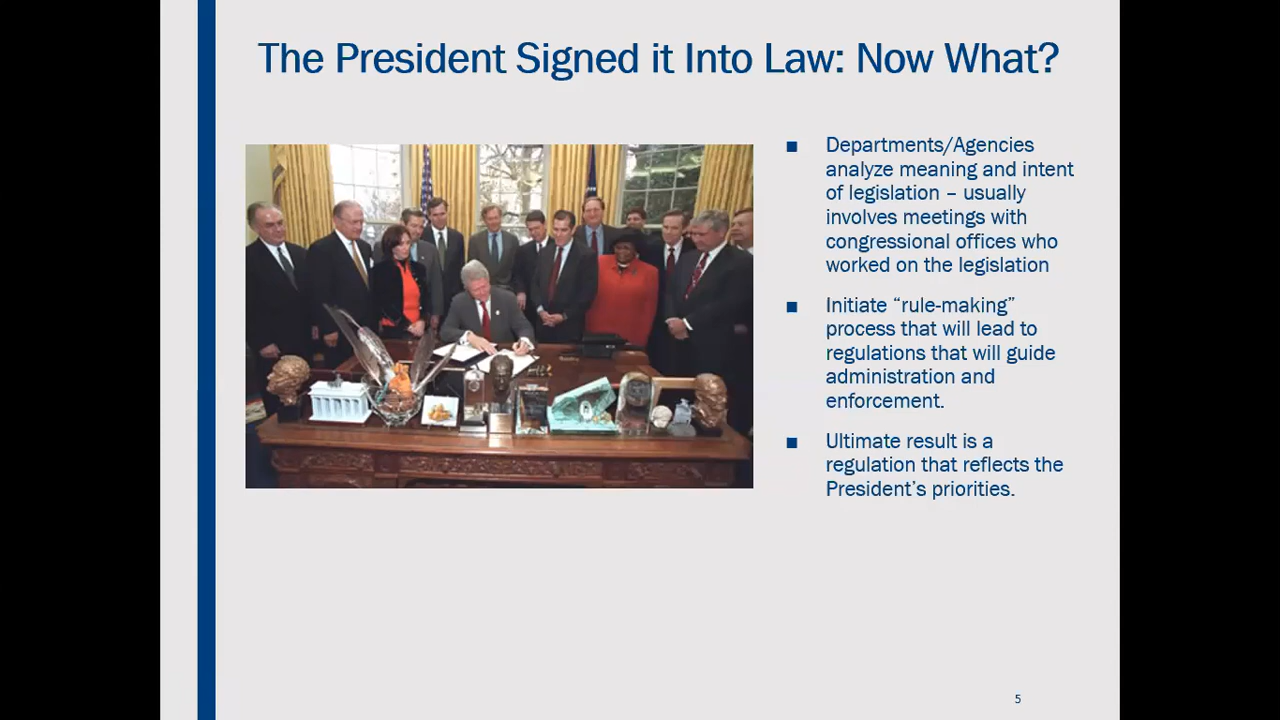 The President Signed it Into Law: Now What?
■ Departments/Agencies
analyze meaning and intent
of legislation – usually
involves meetings with
congressional offices who
worked on the legislation
■ Initiate “rule-making”
process that will lead to
regulations that will guide
administration and
enforcement.
■ Ultimate result is a
regulation that reflects the
President’s priorities.
5